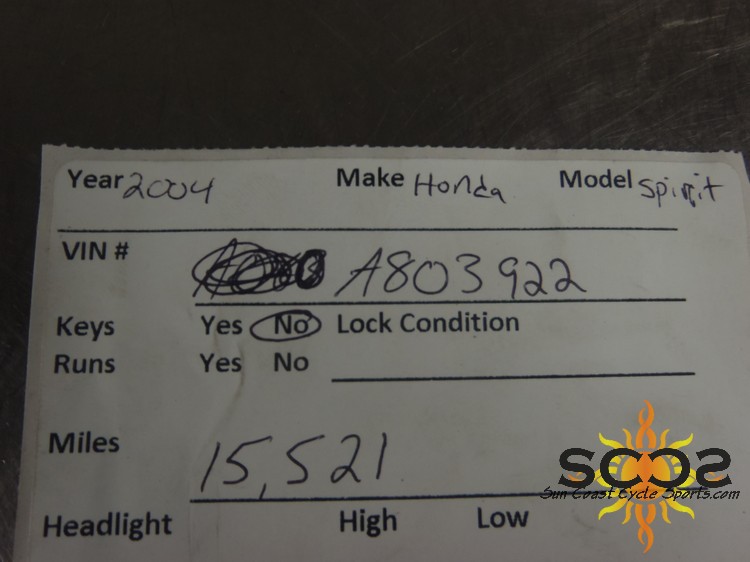 Year 2004 Make Honda Model Spirit
VIN # A803922
Keys Yes No Lock Condition
Runs Yes No
Miles 15,521
SCCS
Sun Coast Cycle Sports.com
Headlight High Low